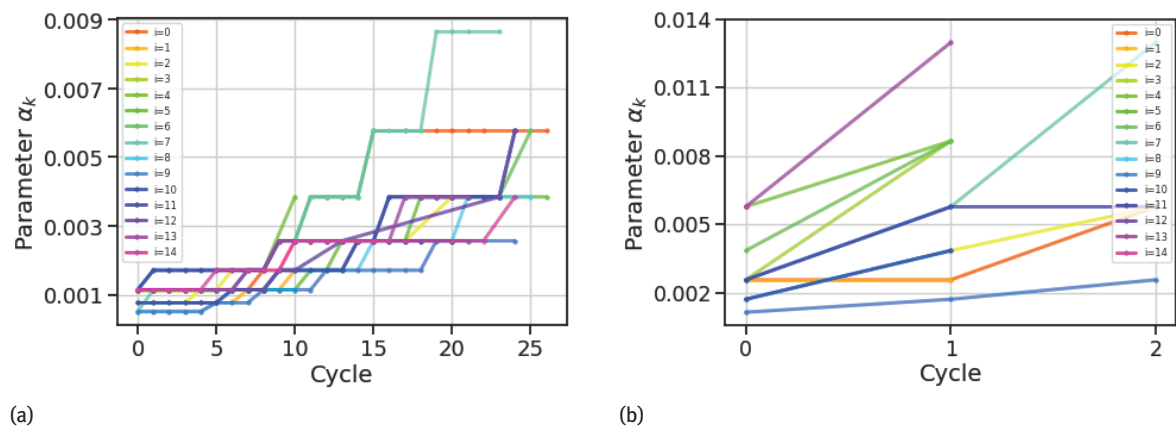 0.009
0.007
0.005
0.003
0.001
Parameter αk
i=0
i=1
i=2
i=3
i=4
i=5
i=6
i=7
i=8
i=9
i=10
i=11
i=12
i=13
i=14
0 5 10 15 20 25
Cycle
(a)
0.014
0.011
0.008
0.005
0.002
Parameter αk
i=0
i=1
i=2
i=3
i=4
i=5
i=6
i=7
i=8
i=9
i=10
i=11
i=12
i=13
i=14
0 1 2
Cycle
(b)